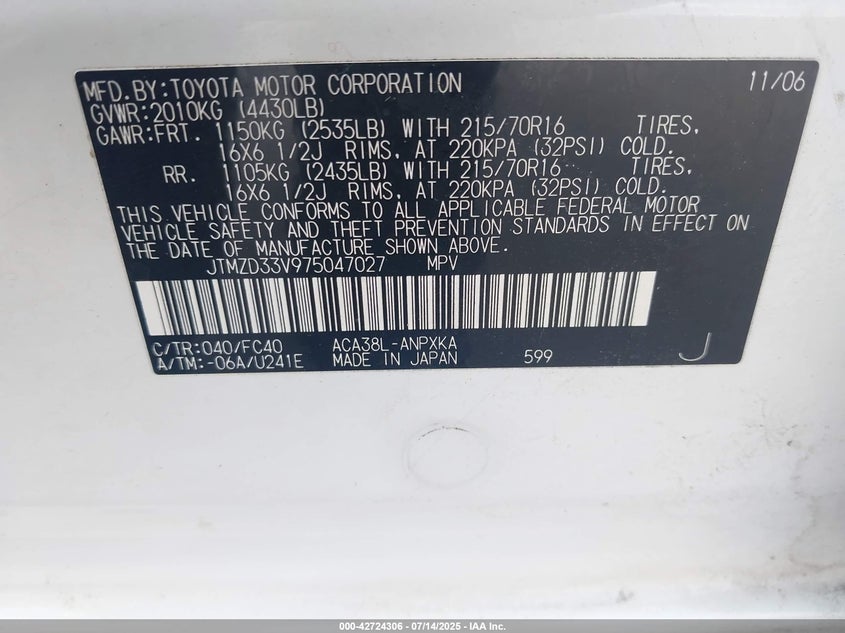 MFD.BY:TOYOTA MOTOR CORPORATION 11/06
GVWR:2010KG (4430LB)
GAWR:FRT. 1150KG (2535LB) WITH 215/70R16 TIRES,
16X6 1/2J RIMS, AT 220KPA (32PSI) COLD.
RR. 1105KG (2435LB) WITH 215/70R16 TIRES,
16X6 1/2J RIMS, AT 220KPA (32PSI) COLD.
THIS VEHICLE CONFORMS TO ALL APPLICABLE FEDERAL MOTOR
VEHICLE SAFETY AND THEFT PREVENTION STANDARDS IN EFFECT ON
THE DATE OF MANUFACTURE SHOWN ABOVE.
JTMZD33V975047027 MPV
C/TR:040/FC40 ACA38L-ANPXKA
A/TM:-06A/U241E MADE IN JAPAN 599 J
000-42724306 - 07/14/2025 - IAA Inc.